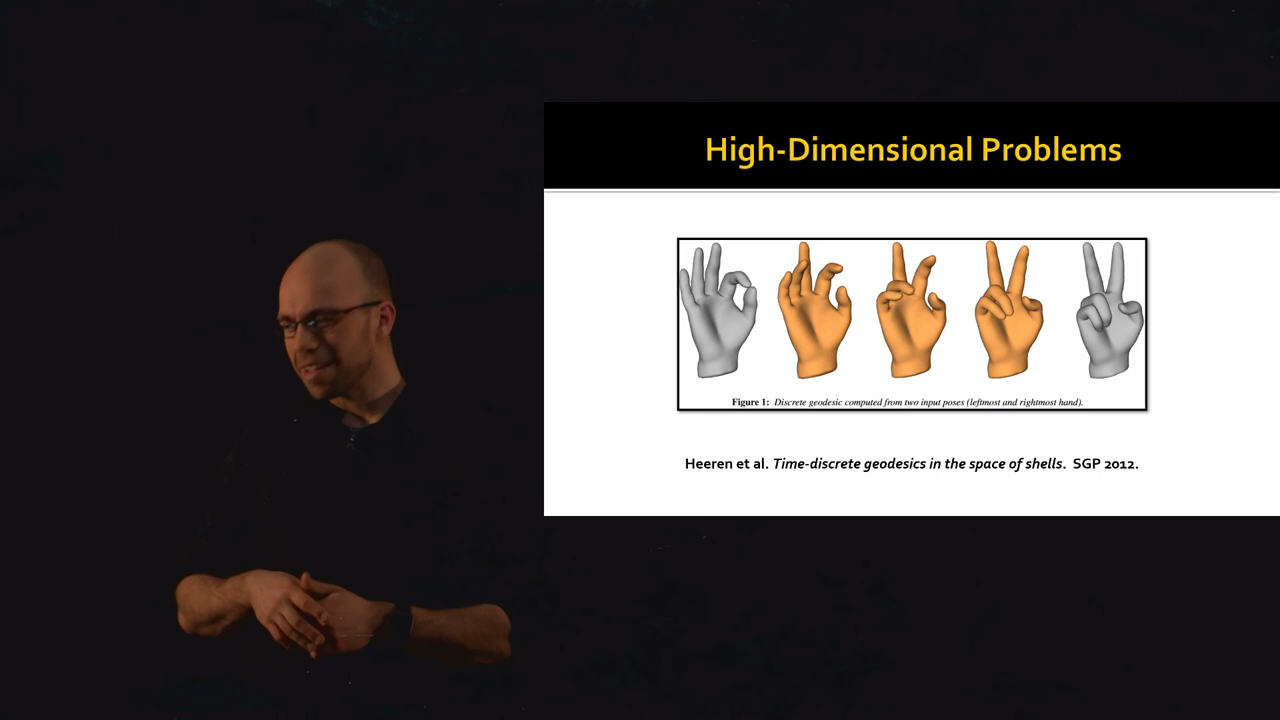 High-Dimensional Problems
Figure 1: Discrete geodesic computed from two input poses (leftmost and rightmost hand).
Heeren et al. Time-discrete geodesics in the space of shells. SGP 2012.